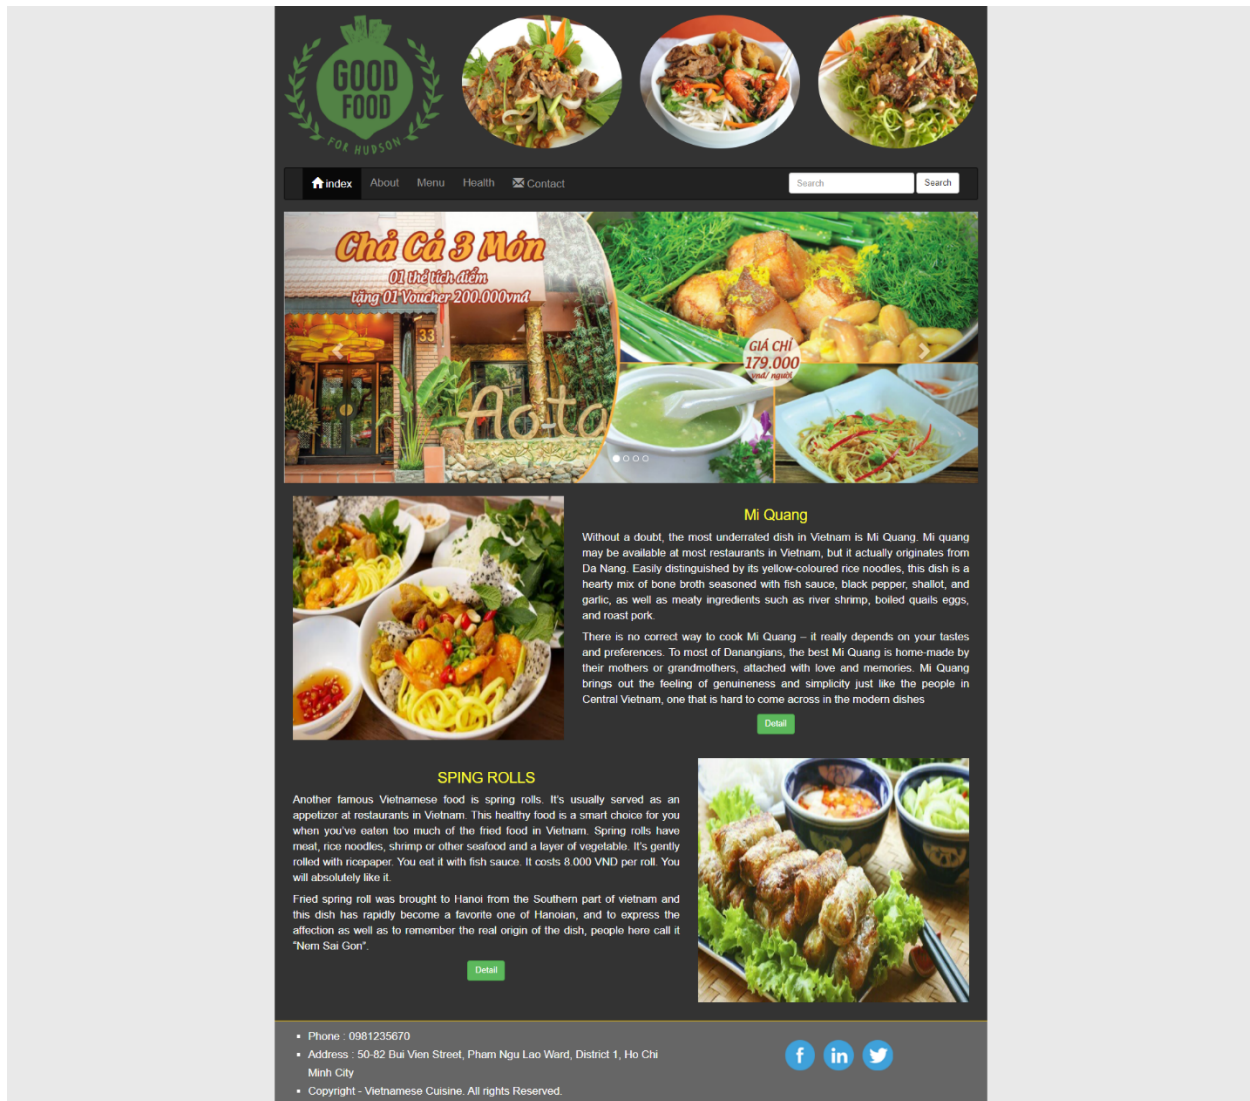 GOOD
FOOD
FOR HUDSON
index About Menu Health Contact Search Search
Chả Cá 3 Món
01 thẻ tích điểm
tặng 01 Voucher 200.000vnđ
33
GIÁ CHỈ
179.000
vnđ/ người
Ao-ta
Mi Quang
Without a doubt, the most underrated dish in Vietnam is Mi Quang. Mi quang
may be available at most restaurants in Vietnam, but it actually originates from
Da Nang. Easily distinguished by its yellow-coloured rice noodles, this dish is a
hearty mix of bone broth seasoned with fish sauce, black pepper, shallot, and
garlic, as well as meaty ingredients such as river shrimp, boiled quails eggs,
and roast pork.
There is no correct way to cook Mi Quang – it really depends on your tastes
and preferences. To most of Danangians, the best Mi Quang is home-made by
their mothers or grandmothers, attached with love and memories. Mi Quang
brings out the feeling of genuineness and simplicity just like the people in
Central Vietnam, one that is hard to come across in the modern dishes
Detail
SPING ROLLS
Another famous Vietnamese food is spring rolls. It's usually served as an
appetizer at restaurants in Vietnam. This healthy food is a smart choice for you
when you've eaten too much of the fried food in Vietnam. Spring rolls have
meat, rice noodles, shrimp or other seafood and a layer of vegetable. It's gently
rolled with ricepaper. You eat it with fish sauce. It costs 8.000 VND per roll. You
will absolutely like it.
Fried spring roll was brought to Hanoi from the Southern part of vietnam and
this dish has rapidly become a favorite one of Hanoian, and to express the
affection as well as to remember the real origin of the dish, people here call it
"Nem Sai Gon".
Detail
Phone : 0981235670
Address : 50-82 Bui Vien Street, Pham Ngu Lao Ward, District 1, Ho Chi
Minh City
Copyright - Vietnamese Cuisine. All rights Reserved.
f in